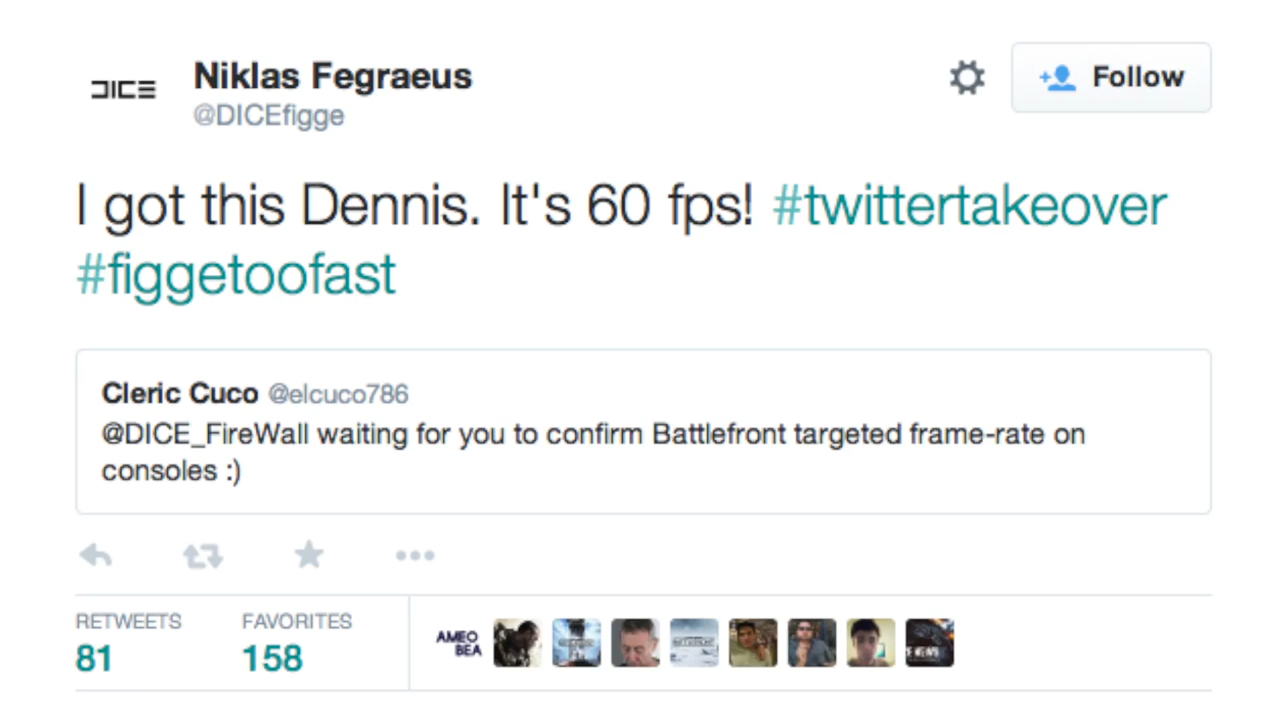 DICE
Niklas Fegraeus
@DICEfigge
Follow
I got this Dennis. It's 60 fps! #twittertakeover
#figgetoofast
Cleric Cuco @elcuco786
@DICE_FireWall waiting for you to confirm Battlefront targeted frame-rate on
consoles :)
RETWEETS
81
FAVORITES
158
AMEO
BEA